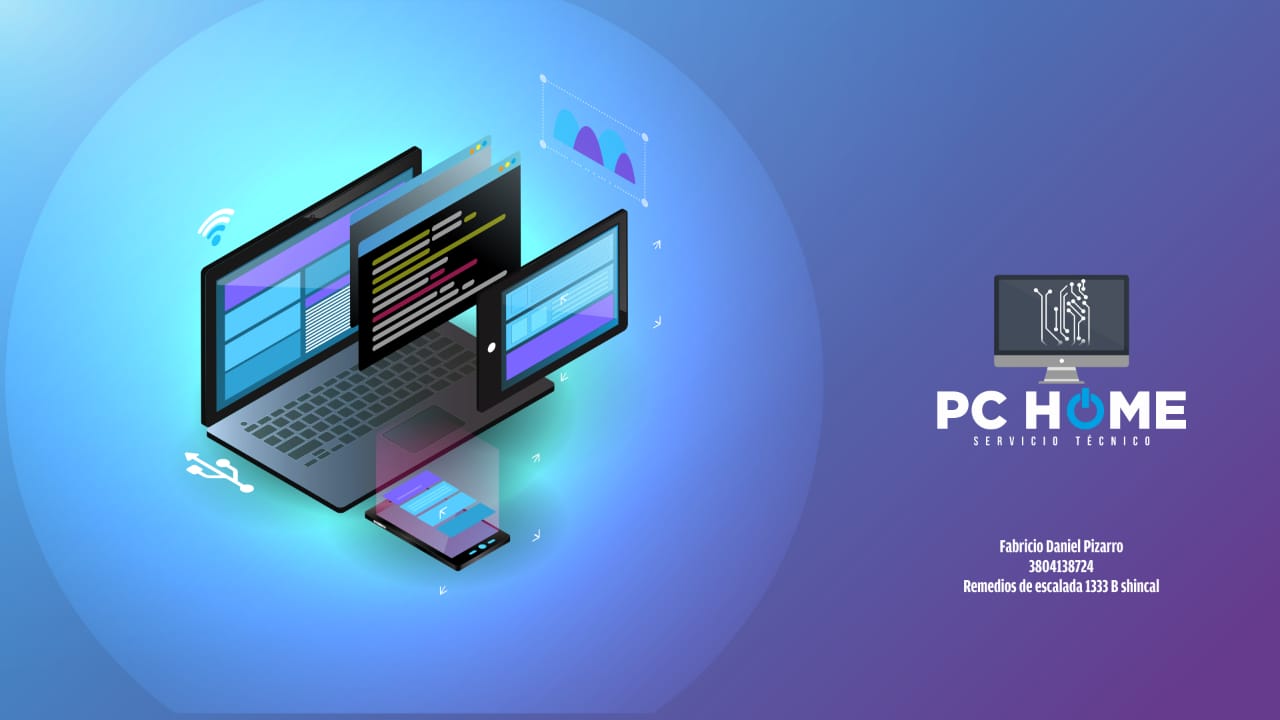 PC HOME
SERVICIO TÉCNICO
Fabricio Daniel Pizarro
3804138724
Remedios de escalada 1333 B shincal